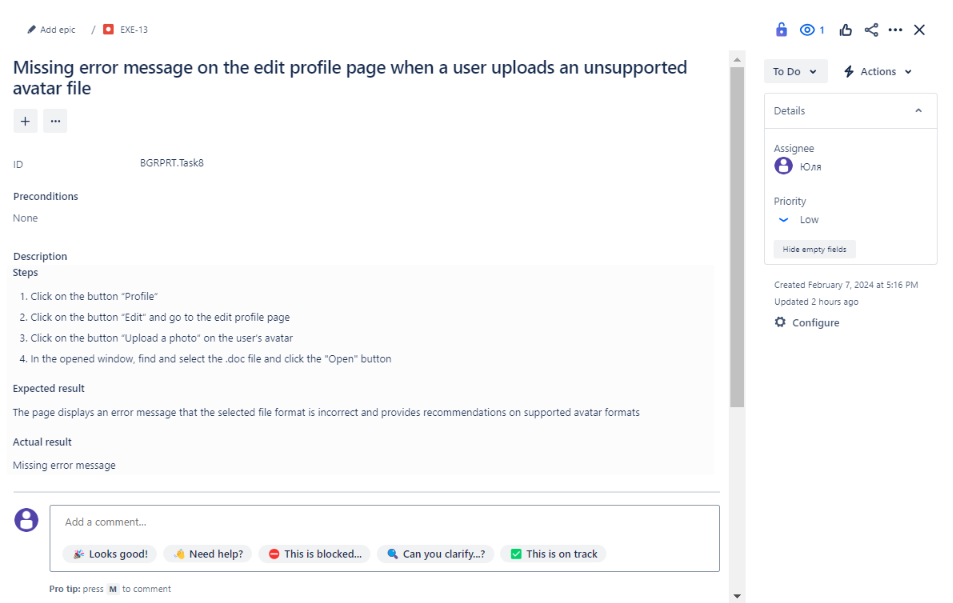 Add epic / EXE-13
1
Missing error message on the edit profile page when a user uploads an unsupported
avatar file
To Do
Actions
Details
ID BGRPRT.Task8
Assignee
Юля
Preconditions
None
Priority
Low
Hide empty fields
Description
Steps
1. Click on the button “Profile”
2. Click on the button “Edit” and go to the edit profile page
3. Click on the button “Upload a photo” on the user's avatar
4. In the opened window, find and select the .doc file and click the "Open" button
Created February 7, 2024 at 5:16 PM
Updated 2 hours ago
Configure
Expected result
The page displays an error message that the selected file format is incorrect and provides recommendations on supported avatar formats
Actual result
Missing error message
Add a comment...
Looks good! Need help? This is blocked... Can you clarify...? This is on track
Pro tip: press M to comment